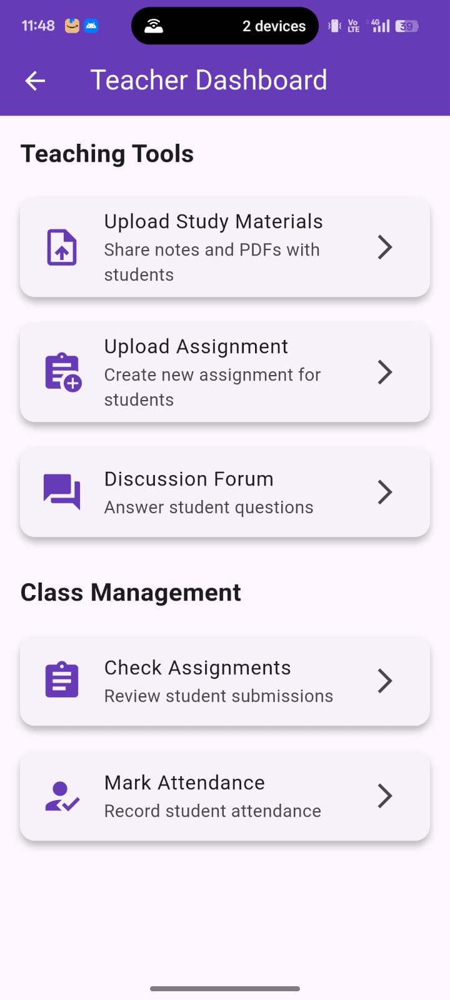 11:48
2 devices
Vo
LTE
4G
39
Teacher Dashboard
Teaching Tools
Upload Study Materials
Share notes and PDFs with
students
Upload Assignment
Create new assignment for
students
Discussion Forum
Answer student questions
Class Management
Check Assignments
Review student submissions
Mark Attendance
Record student attendance